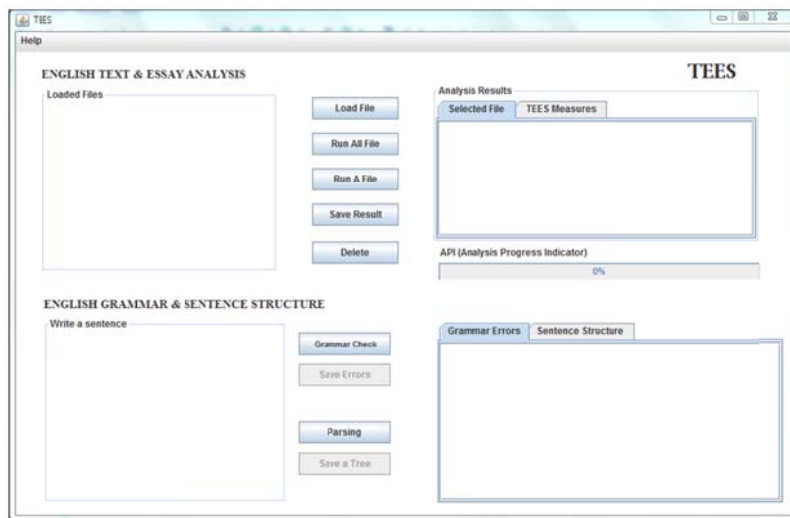 TEES
Help
ENGLISH TEXT & ESSAY ANALYSIS
TEES
Loaded Files
Load File
Run All File
Run A File
Save Result
Delete
Analysis Results
Selected File
TEES Measures
API (Analysis Progress Indicator)
0%
ENGLISH GRAMMAR & SENTENCE STRUCTURE
Write a sentence
Grammar Check
Save Errors
Parsing
Save a Tree
Grammar Errors
Sentence Structure